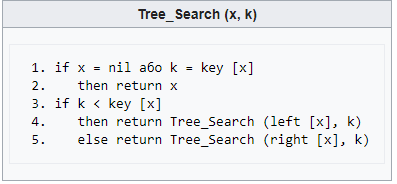 Tree_Search (x, k)
1. if x = nil або k = key [x]
2.    then return x
3. if k < key [x]
4.    then return Tree_Search (left [x], k)
5.    else return Tree_Search (right [x], k)